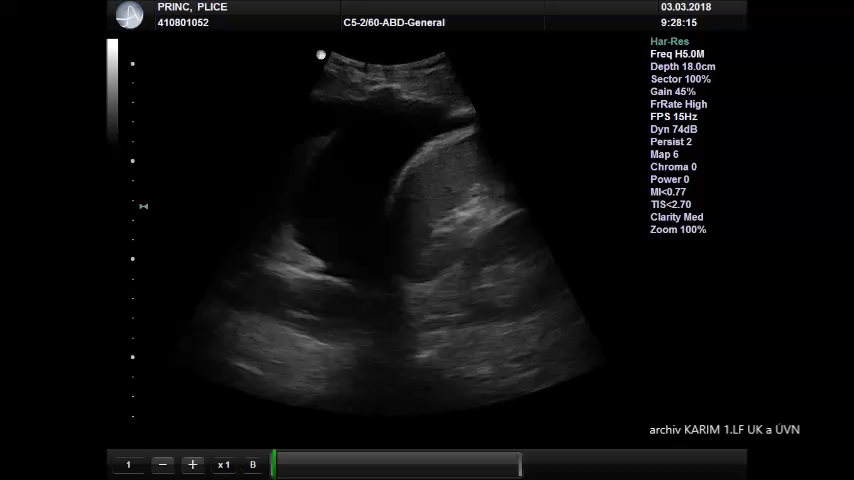 PRINC, PLICE
03.03.2018
410801052
C5-2/60-ABD-General
9:28:15
Har-Res
Freq H5.0M
Depth 18.0cm
Sector 100%
Gain 45%
FrRate High
FPS 15Hz
Dyn 74dB
Persist 2
Map 6
Chroma 0
Power 0
MI<0.77
TIS<2.70
Clarity Med
Zoom 100%
archiv KARIM 1.LF UK a ÚVN
1
x 1
B